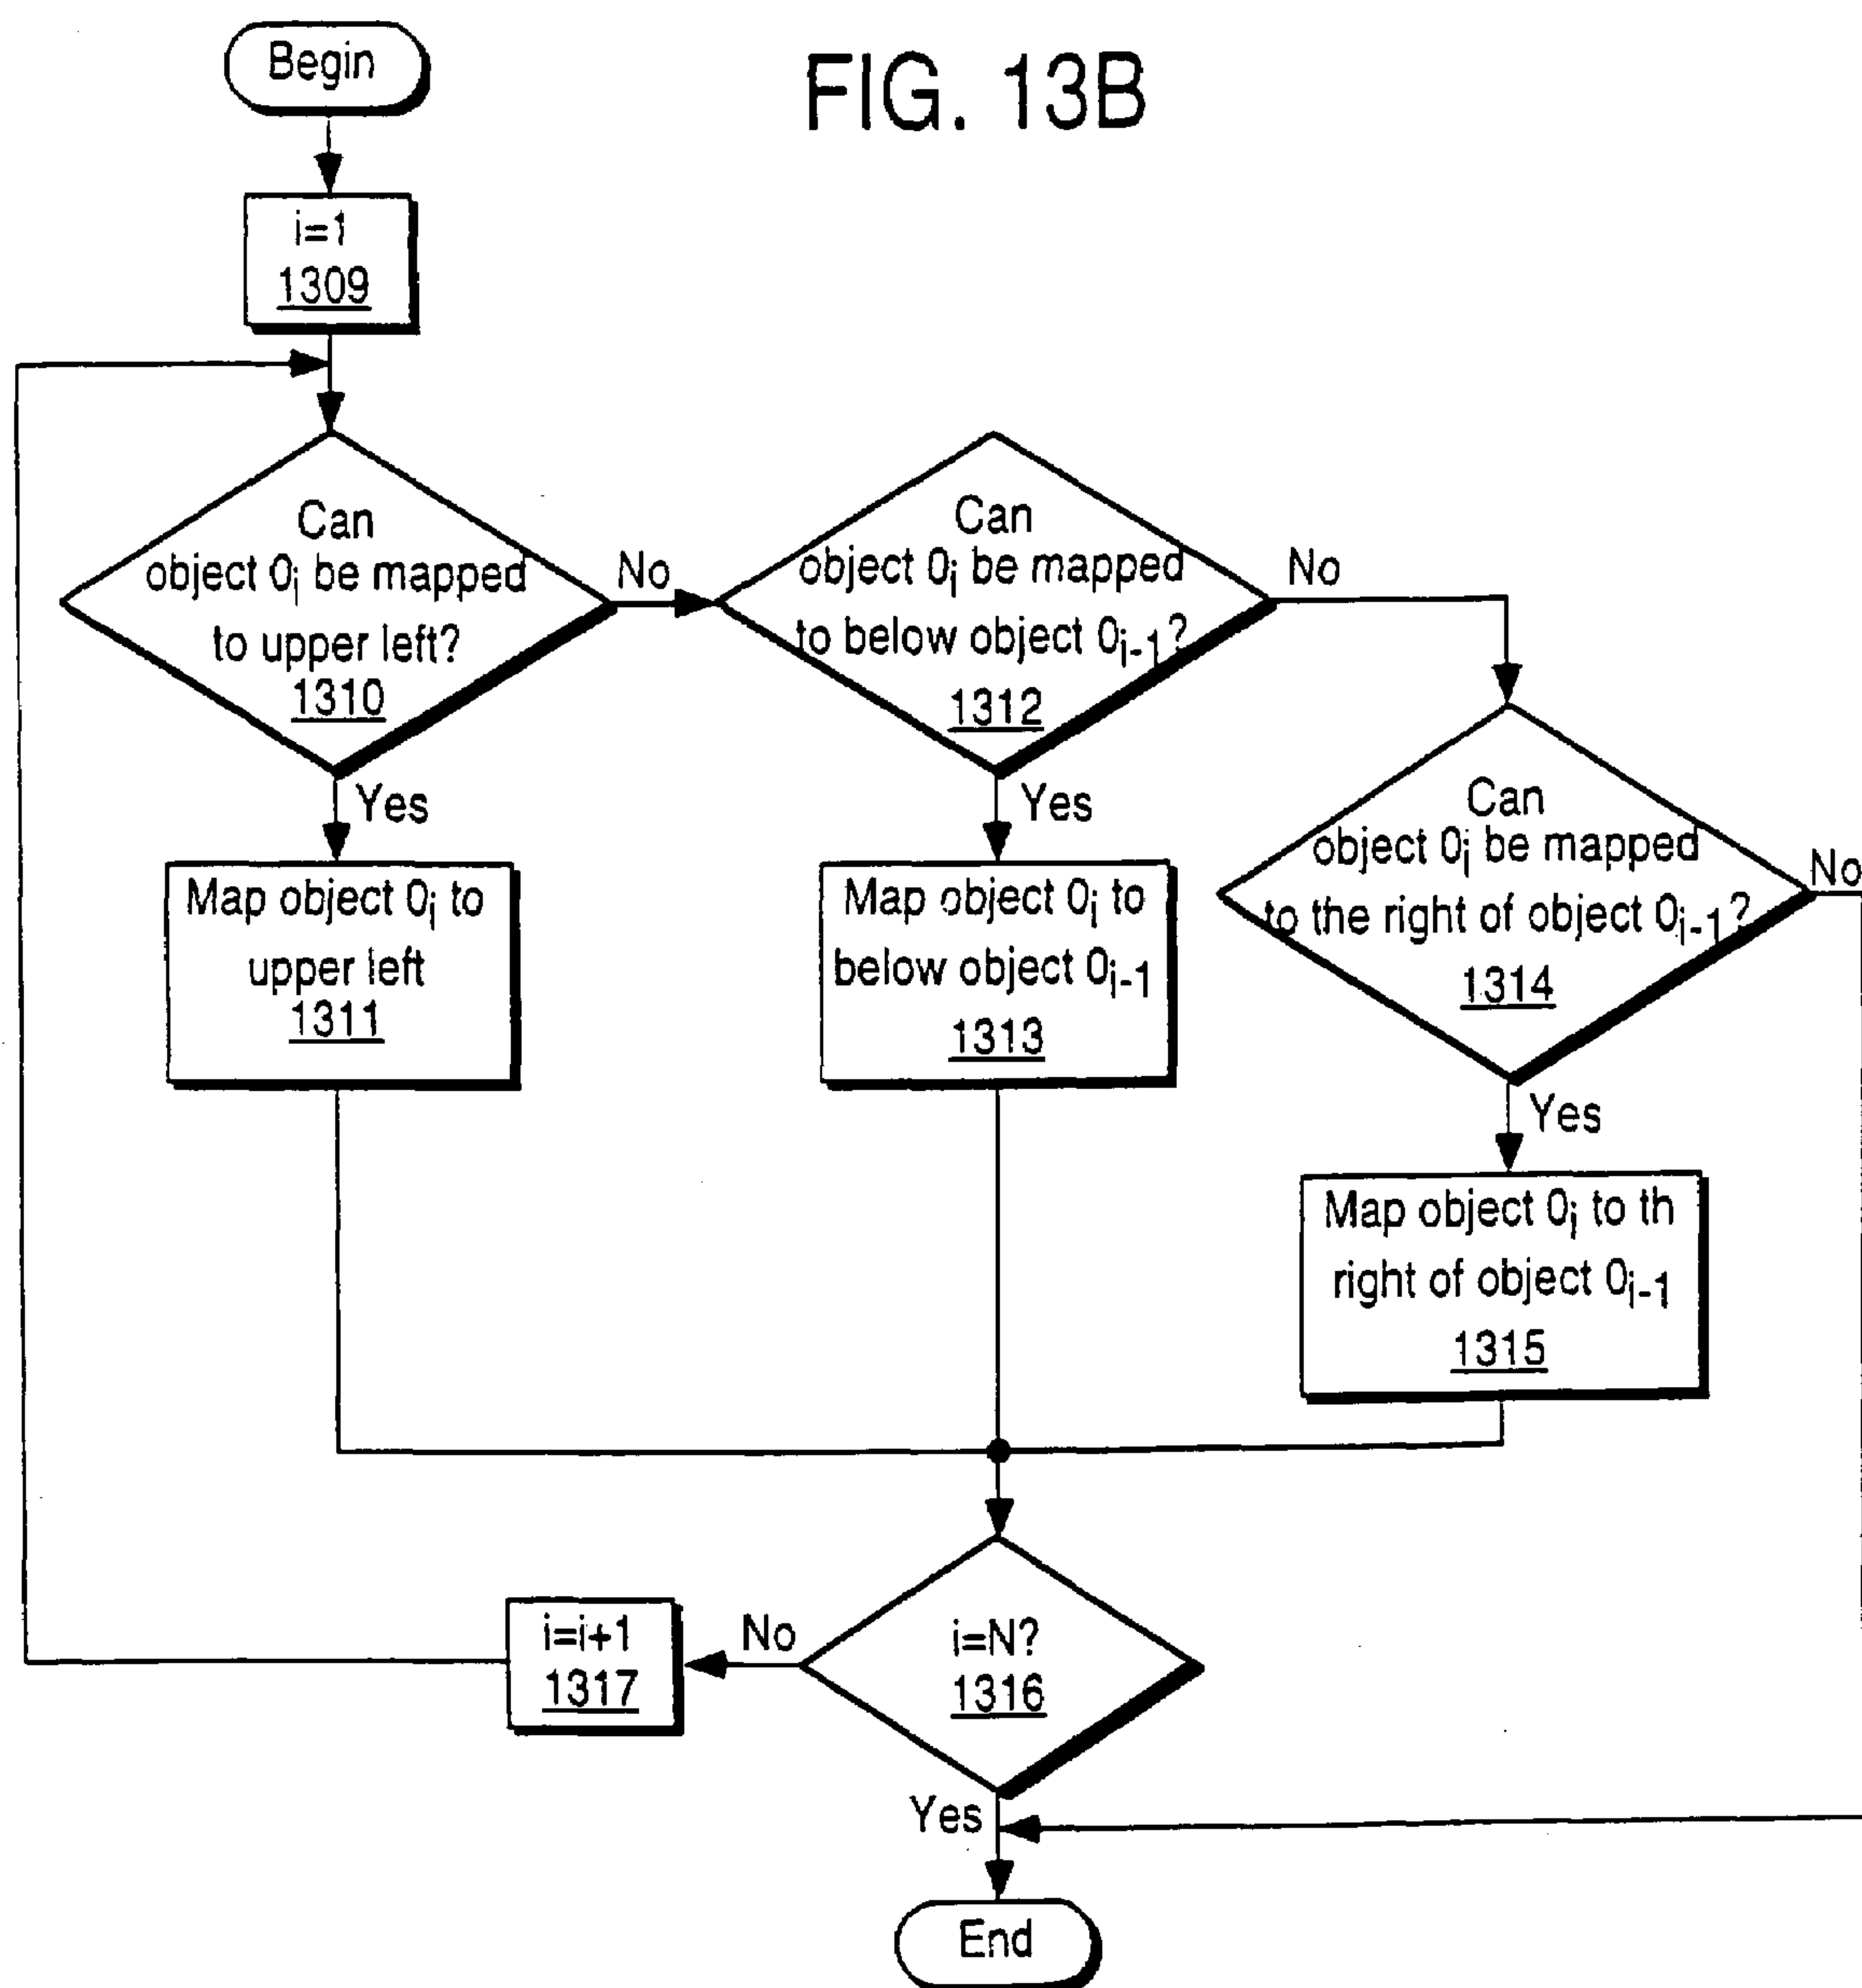 Begin
FIG. 13B
i=1
1309
Can
object 0i be mapped
to upper left?
1310
No
Can
object 0i be mapped
to below object 0i-1?
1312
No
Yes
Yes
Can
object 0i be mapped
to the right of object 0i-1?
1314
No
Map object 0i to
upper left
1311
Map object 0i to
below object 0i-1
1313
Yes
Map object 0i to th
right of object 0i-1
1315
i=i+1
1317
No
i=N?
1316
Yes
End